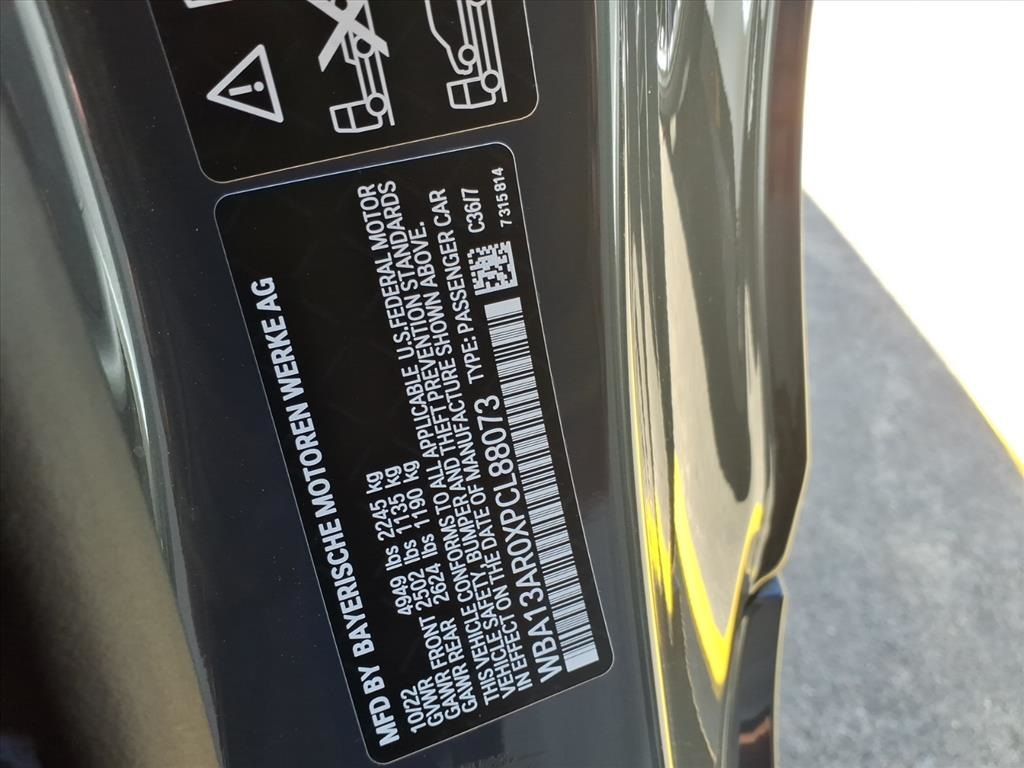 MFD BY BAYERISCHE MOTOREN WERKE AG
10/22
GVWR 4949 lbs 2245 kg
GAWR FRONT 2502 lbs 1135 kg
GAWR REAR 2624 lbs 1190 kg
THIS VEHICLE CONFORMS TO ALL APPLICABLE U.S.FEDERAL MOTOR
VEHICLE SAFETY, BUMPER AND THEFT PREVENTION STANDARDS
IN EFFECT ON THE DATE OF MANUFACTURE SHOWN ABOVE.
WBA13AR0XPCL88073 TYPE: PASSENGER CAR
C36/7
7315814